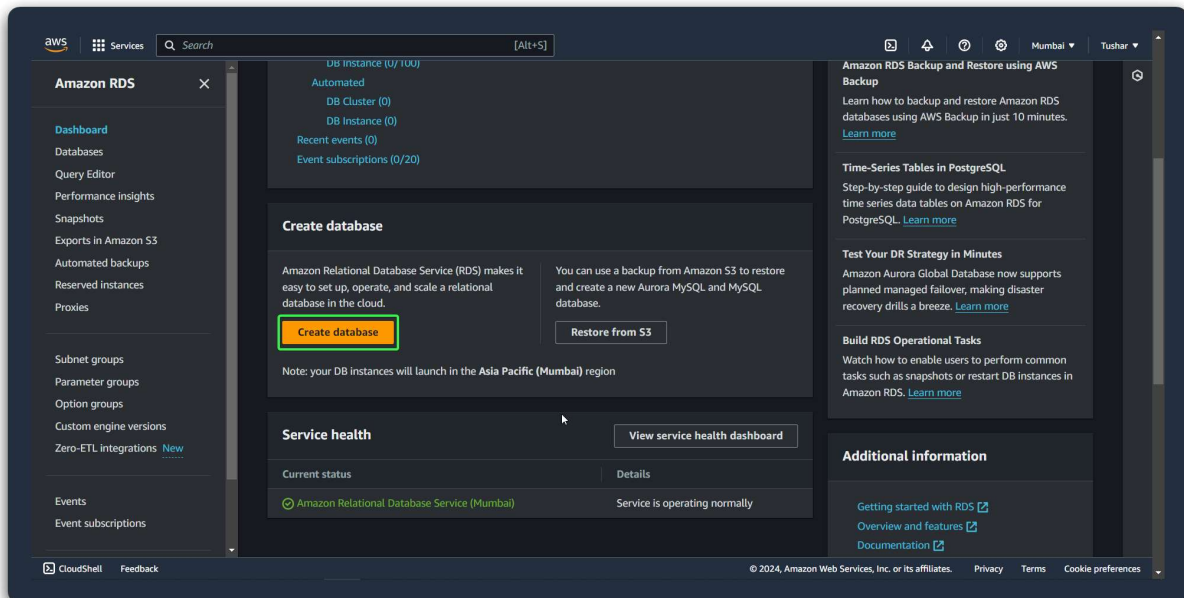 aws
Services
Search
[Alt+S]
Mumbai ▼
Tushar ▼
Amazon RDS
Dashboard
Databases
Query Editor
Performance insights
Snapshots
Exports in Amazon S3
Automated backups
Reserved instances
Proxies
Subnet groups
Parameter groups
Option groups
Custom engine versions
Zero-ETL integrations New
Events
Event subscriptions
DB Instance (0/100)
Automated
DB Cluster (0)
DB Instance (0)
Recent events (0)
Event subscriptions (0/20)
Create database
Amazon Relational Database Service (RDS) makes it
easy to set up, operate, and scale a relational
database in the cloud.
Create database
You can use a backup from Amazon S3 to restore
and create a new Aurora MySQL and MySQL
database.
Restore from S3
Note: your DB instances will launch in the Asia Pacific (Mumbai) region
Service health
View service health dashboard
Current status
Details
Amazon Relational Database Service (Mumbai)
Service is operating normally
Amazon RDS Backup and Restore using AWS
Backup
Learn how to backup and restore Amazon RDS
databases using AWS Backup in just 10 minutes.
Learn more
Time-Series Tables in PostgreSQL
Step-by-step guide to design high-performance
time series data tables on Amazon RDS for
PostgreSQL. Learn more
Test Your DR Strategy in Minutes
Amazon Aurora Global Database now supports
planned managed failover, making disaster
recovery drills a breeze. Learn more
Build RDS Operational Tasks
Watch how to enable users to perform common
tasks such as snapshots or restart DB instances in
Amazon RDS. Learn more
Additional information
Getting started with RDS
Overview and features
Documentation
CloudShell
Feedback
© 2024, Amazon Web Services, Inc. or its affiliates.
Privacy
Terms
Cookie preferences